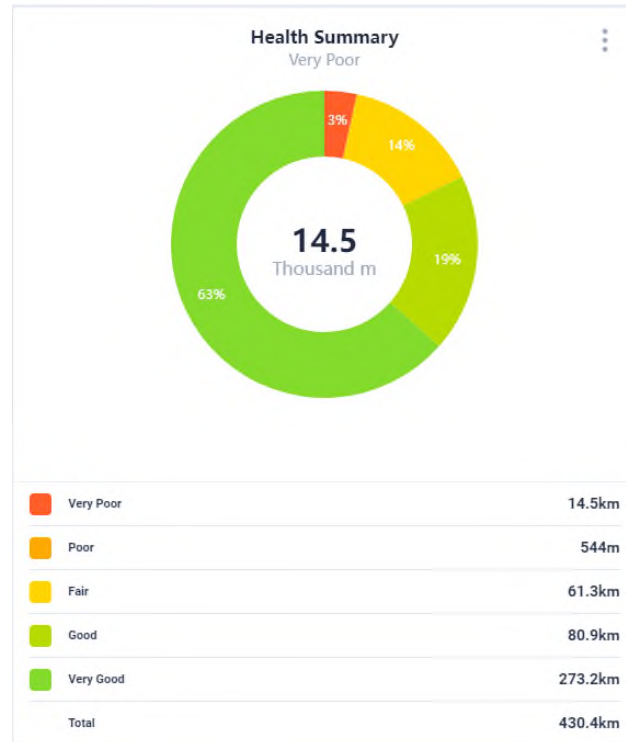 Health Summary
Very Poor
3%
14%
19%
63%
14.5
Thousand m
Very Poor 14.5km
Poor 544m
Fair 61.3km
Good 80.9km
Very Good 273.2km
Total 430.4km